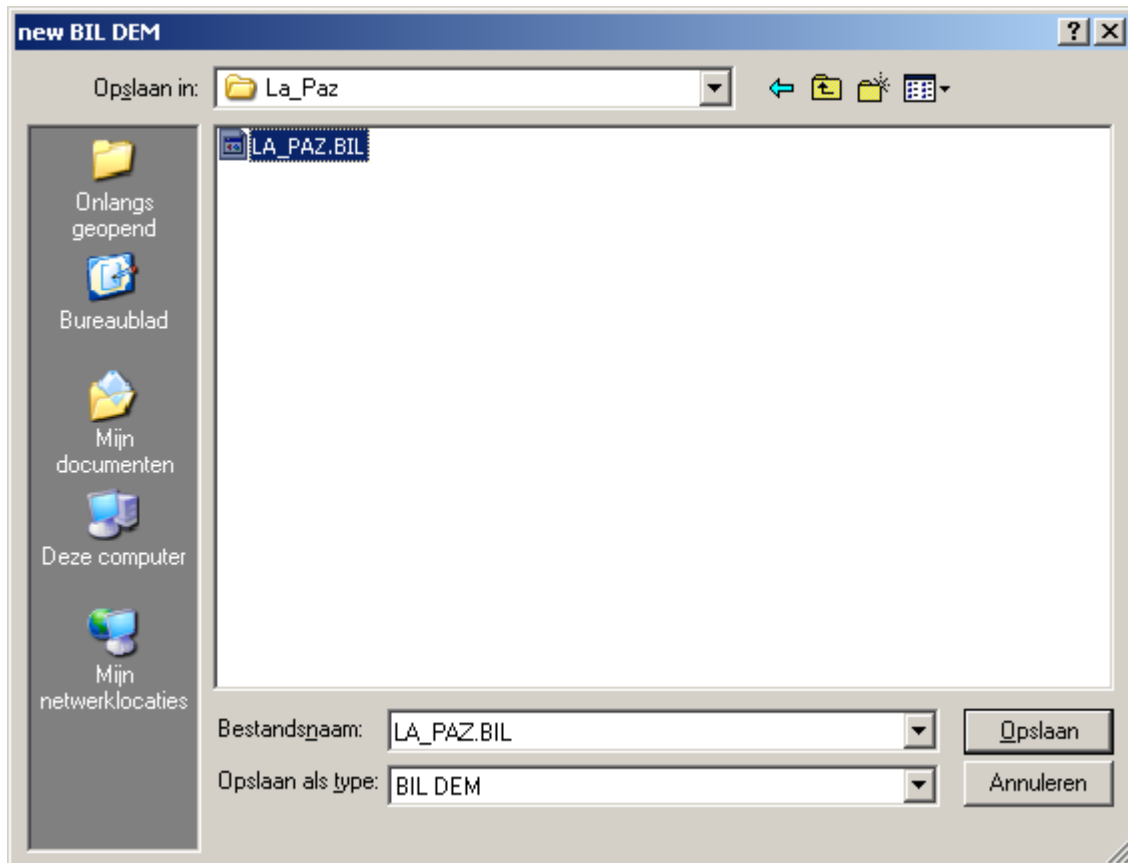 new BIL DEM
Opslaan in:
La_Paz
LA_PAZ.BIL
Onlangs
geopend
Bureaublad
Mijn
documenten
Deze computer
Mijn
netwerklocaties
Bestandsnaam:
LA_PAZ.BIL
Opslaan
Opslaan als type:
BIL DEM
Annuleren